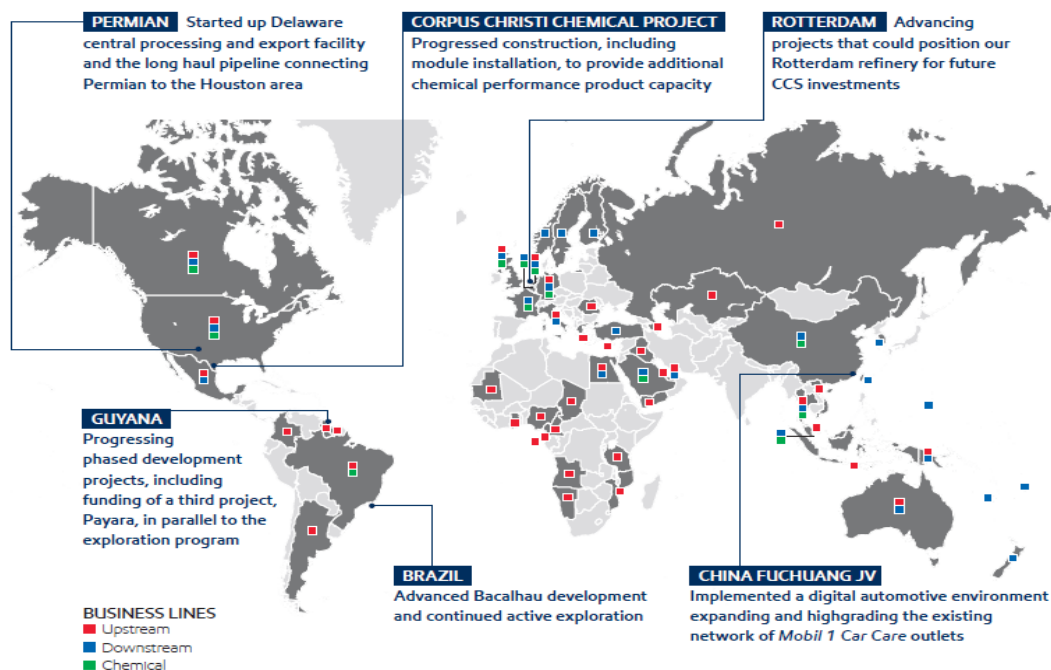 PERMIAN Started up Delaware
central processing and export facility
and the long haul pipeline connecting
Permian to the Houston area
CORPUS CHRISTI CHEMICAL PROJECT
Progressed construction, including
module installation, to provide additional
chemical performance product capacity
ROTTERDAM Advancing
projects that could position our
Rotterdam refinery for future
CCS investments
GUYANA
Progressing
phased development
projects, including
funding of a third project,
Payara, in parallel to the
exploration program
BRAZIL
Advanced Bacalhau development
and continued active exploration
CHINA FUCHUANG JV
Implemented a digital automotive environment
expanding and highgrading the existing
network of Mobil 1 Car Care outlets
BUSINESS LINES
Upstream
Downstream
Chemical